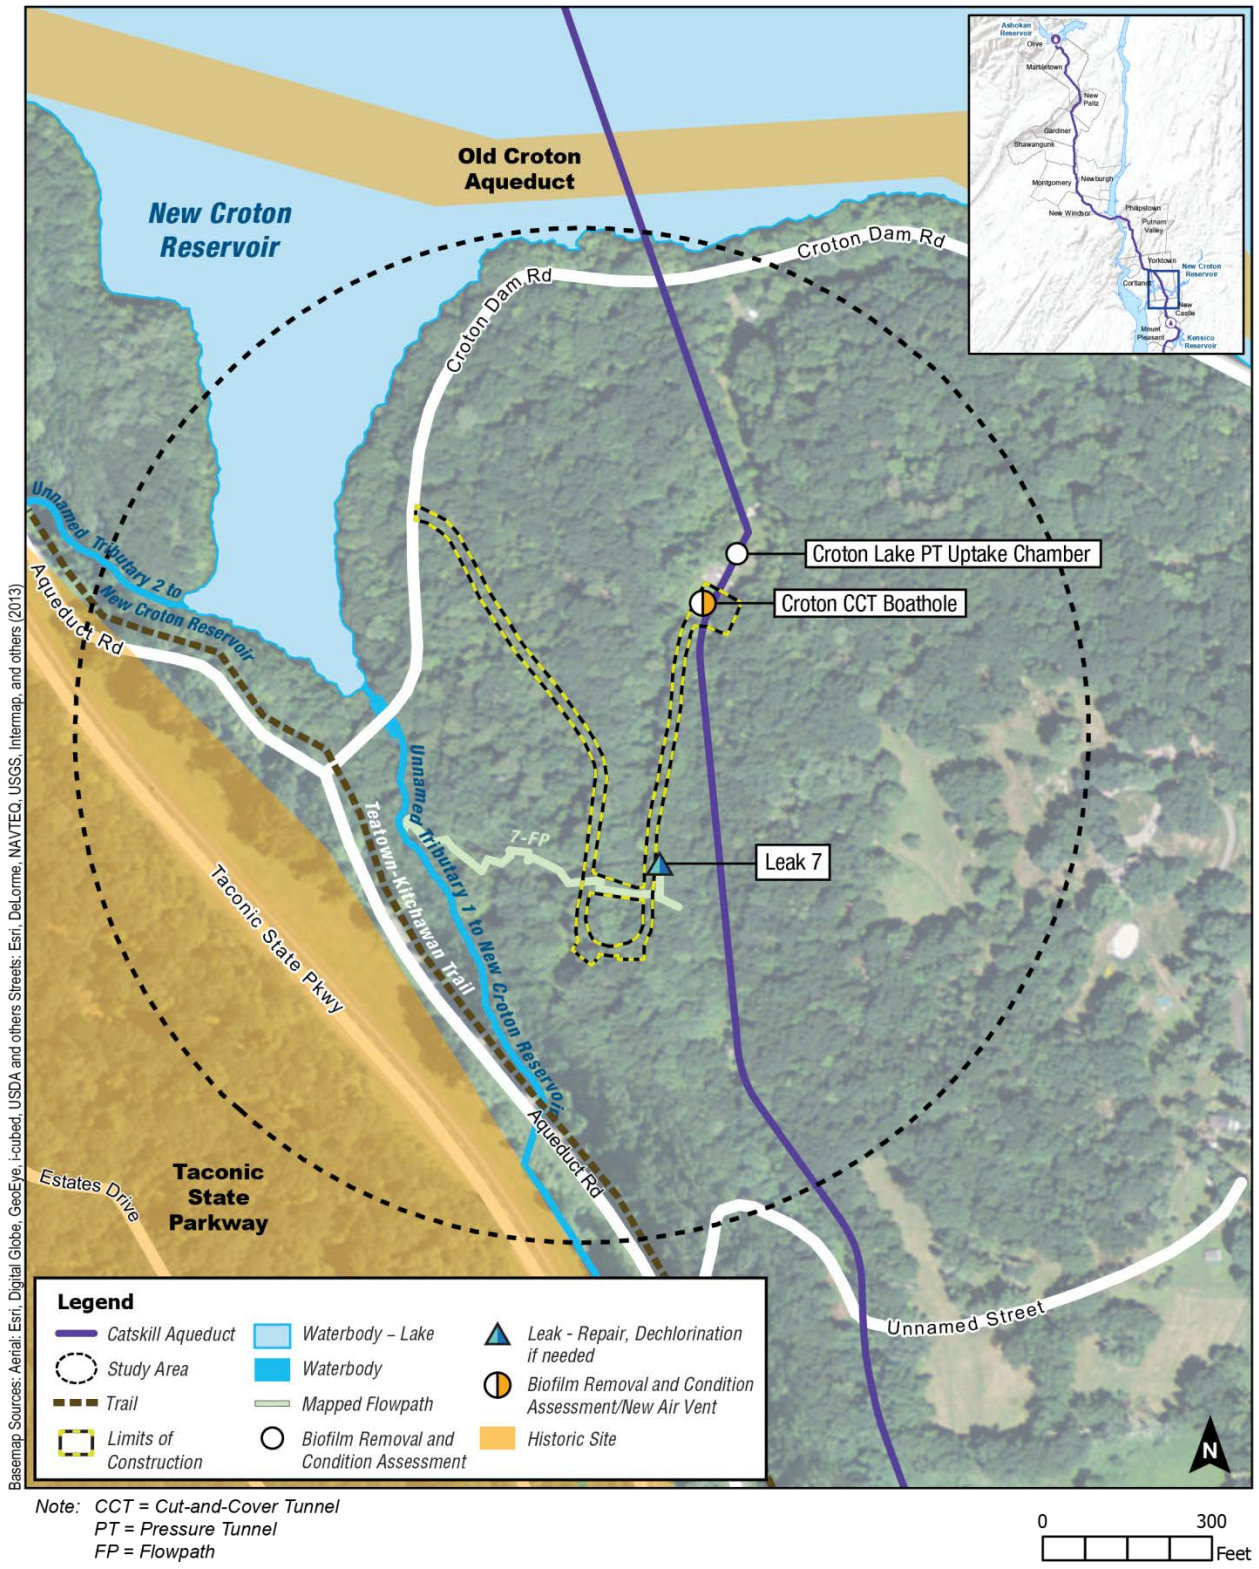 Old Croton
Aqueduct
New Croton
Reservoir
Croton Dam Rd
Croton Dam Rd
Ashokan
Reservoir
Olive
Marbletown
New
Paltz
Gardiner
Shawangunk
Montgomery
Newburgh
New Windsor
Philipstown
Putnam
Valley
Yorktown
New Croton
Reservoir
Cortlandt
New
Castle
Mount
Pleasant
Kensico
Reservoir
Unnamed Tributary 2 to
New Croton Reservoir
Aqueduct Rd
Croton Lake PT Uptake Chamber
Croton CCT Boathole
Unnamed Tributary 1 to New Croton Reservoir
Teatown-Kitchawan Trail
7-FP
Leak 7
Taconic State Pkwy
Aqueduct Rd
Estates Drive
Taconic
State
Parkway
Unnamed Street
Basemap Sources: Aerial: Esri, Digital Globe, GeoEye, i-cubed, USDA and others Streets: Esri, DeLorme, NAVTEQ, USGS, Intermap, and others (2013)
Legend
Catskill Aqueduct
Study Area
Trail
Limits of
Construction
Waterbody – Lake
Waterbody
Mapped Flowpath
Biofilm Removal and
Condition Assessment
Leak - Repair, Dechlorination
if needed
Biofilm Removal and Condition
Assessment/New Air Vent
Historic Site
N
Note: CCT = Cut-and-Cover Tunnel
PT = Pressure Tunnel
FP = Flowpath
0 300
Feet